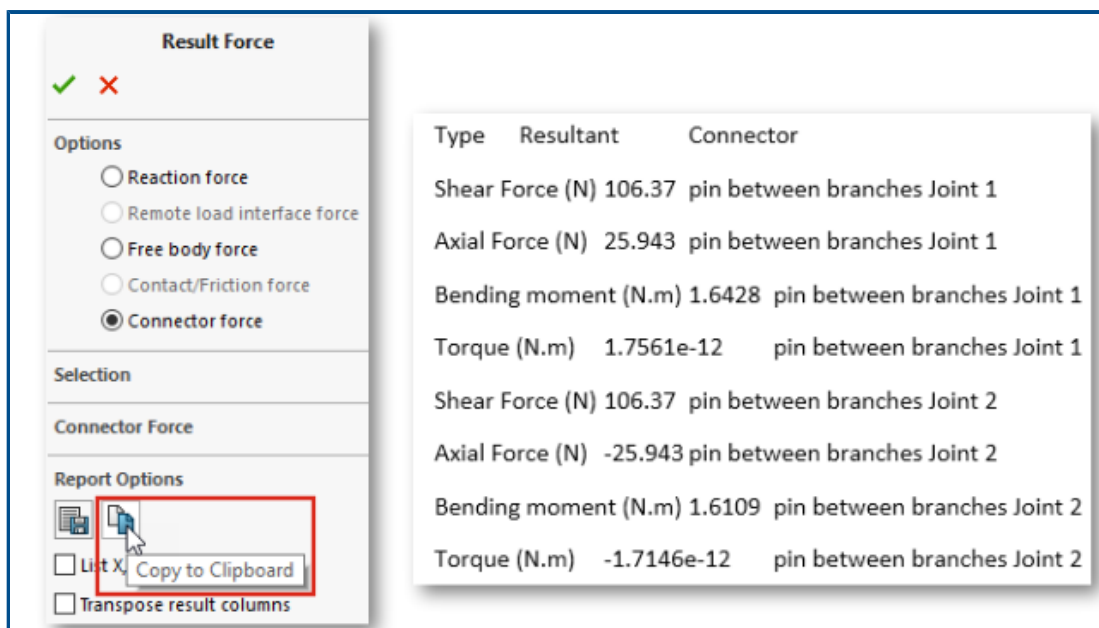 Result Force
Options
Reaction force
Remote load interface force
Free body force
Contact/Friction force
Connector force
Selection
Connector Force
Report Options
List X,
Copy to Clipboard
Transpose result columns
Type Resultant Connector
Shear Force (N) 106.37 pin between branches Joint 1
Axial Force (N) 25.943 pin between branches Joint 1
Bending moment (N.m) 1.6428 pin between branches Joint 1
Torque (N.m) 1.7561e-12 pin between branches Joint 1
Shear Force (N) 106.37 pin between branches Joint 2
Axial Force (N) -25.943 pin between branches Joint 2
Bending moment (N.m) 1.6109 pin between branches Joint 2
Torque (N.m) -1.7146e-12 pin between branches Joint 2